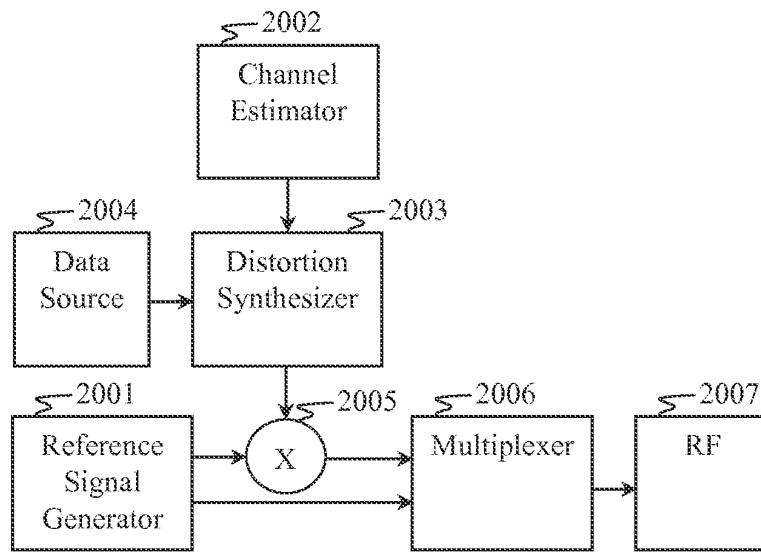 2002
Channel
Estimator
2004
Data
Source
2003
Distortion
Synthesizer
2001
Reference
Signal
Generator
2005
X
2006
Multiplexer
2007
RF